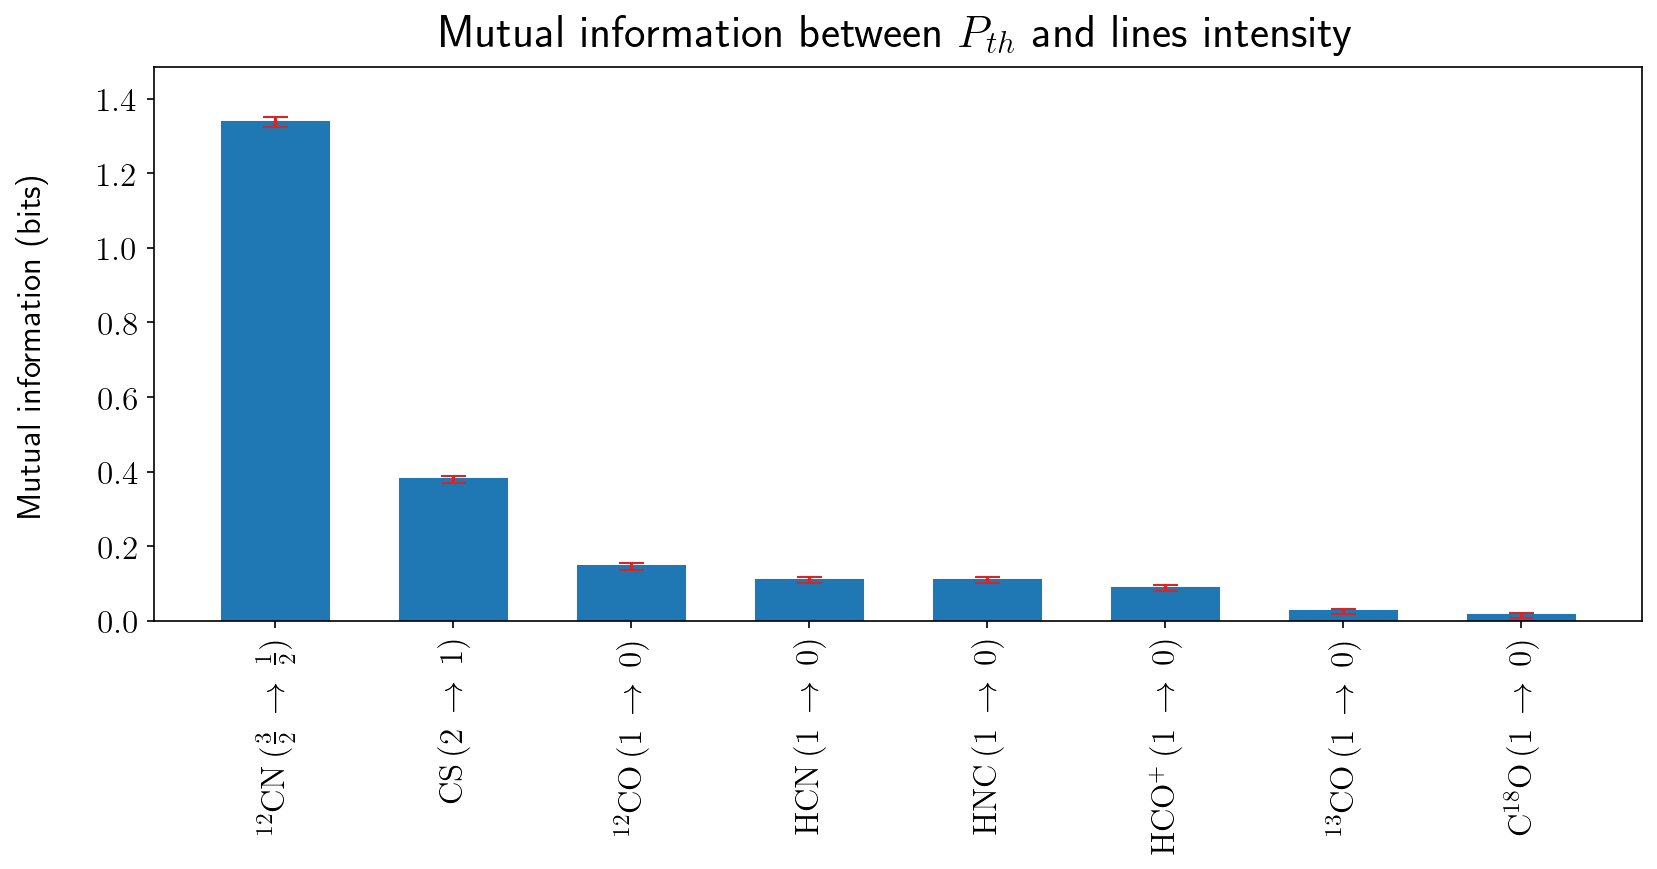 Mutual information between P_th and lines intensity
Mutual information (bits)
1.4
1.2
1.0
0.8
0.6
0.4
0.2
0.0
¹²CN (3/2 → 1/2)
CS (2 → 1)
¹²CO (1 → 0)
HCN (1 → 0)
HNC (1 → 0)
HCO⁺ (1 → 0)
¹³CO (1 → 0)
C¹⁸O (1 → 0)